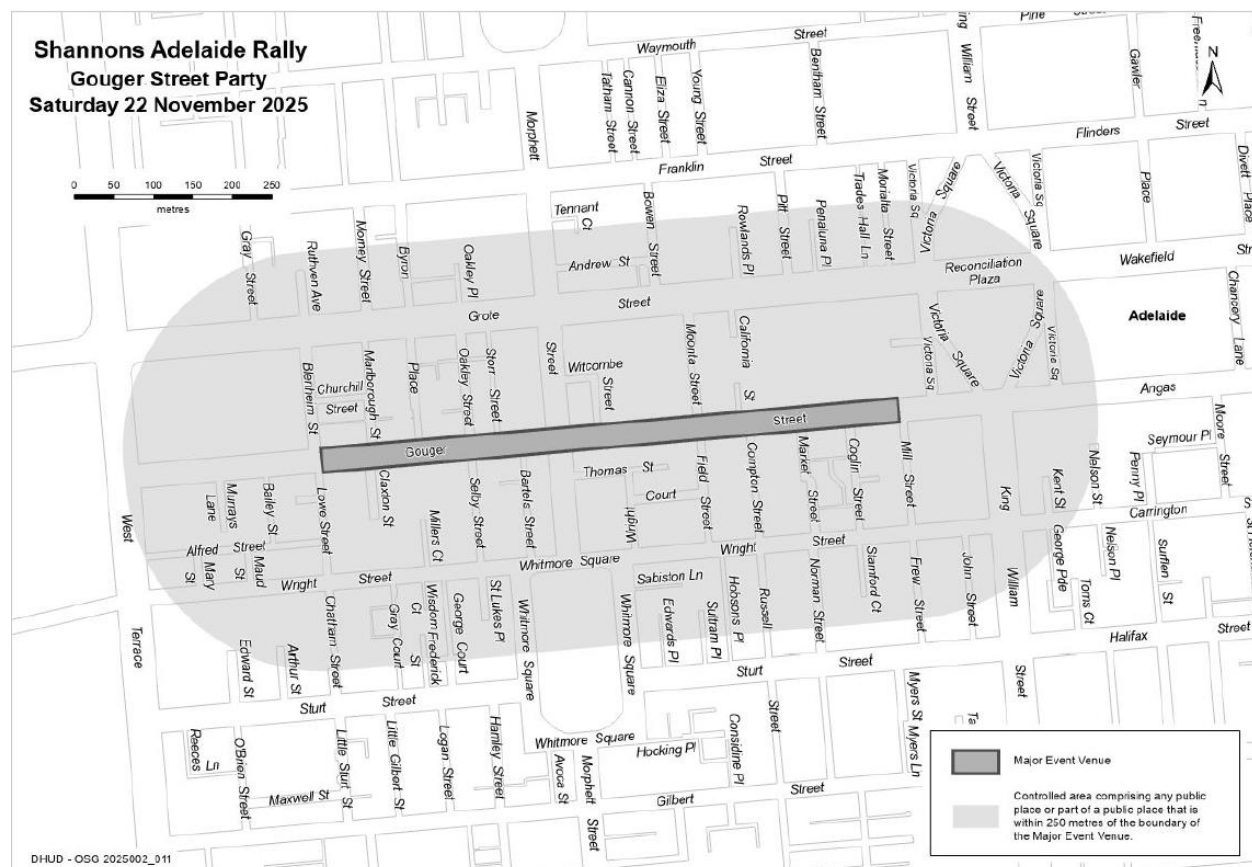 Shannons Adelaide Rally
Gouger Street Party
Saturday 22 November 2025
0 50 100 150 200 250
metres
N
Waymouth Street
Pine
Tatham Street
Cannon Street
Eliza Street
Young Street
Bentham Street
King William Street
Gawler Place
Flinders Street
Divett Place
Morphett Street
Franklin Street
Tennant Ct
Bowen Street
Rowlands Pl
Pitt Street
Penaluna Pl
Trades Hall Ln
Morialta Street
Victoria Sq
Victoria Square
Victoria Square
Victoria Sq
Gray Street
Ruthven Ave
Morney Street
Byron Place
Oakley Pl
Andrew St
Grote Street
Reconciliation Plaza
Wakefield
Chancery Lane
Adelaide
Blenheim St
Churchill Street
Marlborough St
Oakley Street
Storr Street
Witcombe Street
Moonta Street
California St
Victoria Sq
Victoria Square
Victoria Square
Victoria Sq
Angas
Gouger Street
Moore Street
Seymour Pl
West Terrace
Murrays Lane
Bailey St
Lowe Street
Claxton St
Millers Ct
Selby Street
Bartels Street
Thomas St
Wright Court
Field Street
Compton Street
Market Street
Coglin Street
Mill Street
Kent St
Nelson St
Penny Pl
Carrington
Alfred Street
Mary St
Maud St
Wright Street
Whitmore Square
Wright Street
Sabiston Ln
Hobsons Pl
Russell Street
Norman Street
Stamford Ct
Frew Street
John Street
King William Street
George Pde
Toms Ct
Nelson Pl
Surflen St
Halifax Street
Chatham Street
Gray Court
Wisdom Ct
Frederick St
George Court
St Lukes Pl
Whitmore Square
Whitmore Square
Edwards Pl
Sultram Pl
Edward St
Arthur St
Sturt Street
Sturt Street
Reeces Ln
O'Brien Street
Little Sturt St
Little Gilbert St
Logan Street
Hamley Street
Maxwell St
Whitmore Square
Avoca St
Morphett Street
Hocking Pl
Considine Pl
Myers St
Myers Ln
Gilbert Street
Major Event Venue
Controlled area comprising any public
place or part of a public place that is
within 250 metres of the boundary of
the Major Event Venue.
DHUD - OSG 2025002_011